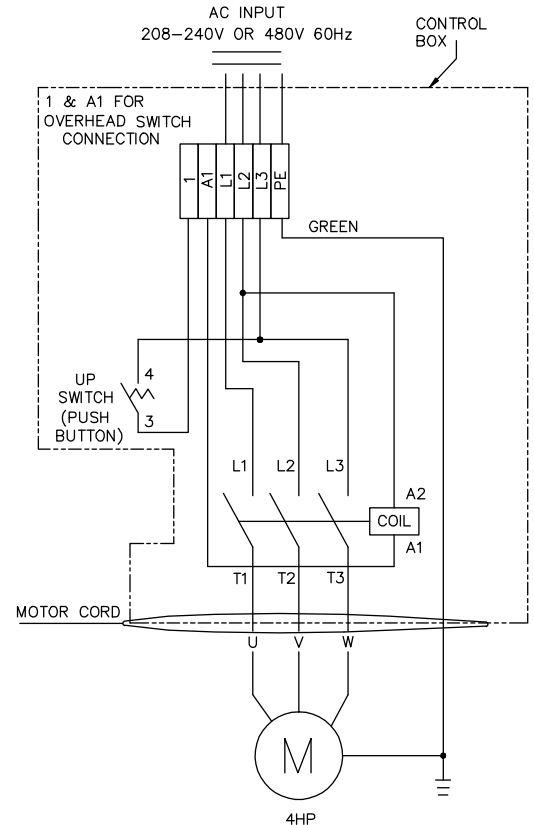 AC INPUT
208-240V OR 480V 60Hz
CONTROL
BOX
1 & A1 FOR
OVERHEAD SWITCH
CONNECTION
1
A1
L1
L2
L3
PE
GREEN
4
UP
SWITCH
(PUSH
BUTTON)
3
L1
L2
L3
A2
COIL
A1
T1
T2
T3
MOTOR CORD
U
V
W
M
4HP